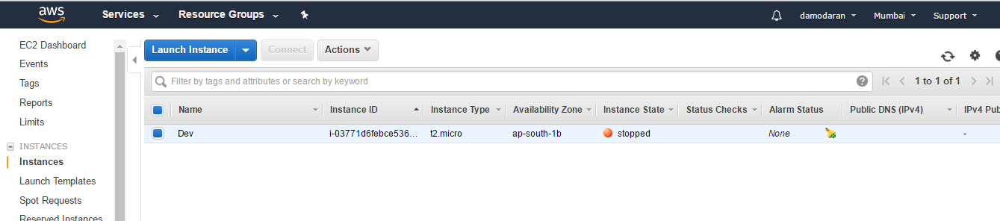 aws Services Resource Groups damodaran Mumbai Support
EC2 Dashboard
Events
Tags
Reports
Limits
INSTANCES
Instances
Launch Templates
Spot Requests
Reserved Instances
Launch Instance Connect Actions
Filter by tags and attributes or search by keyword ? 1 to 1 of 1
Name Instance ID Instance Type Availability Zone Instance State Status Checks Alarm Status Public DNS (IPv4) IPv4 Pub
Dev i-03771d6febce536... t2.micro ap-south-1b stopped None -